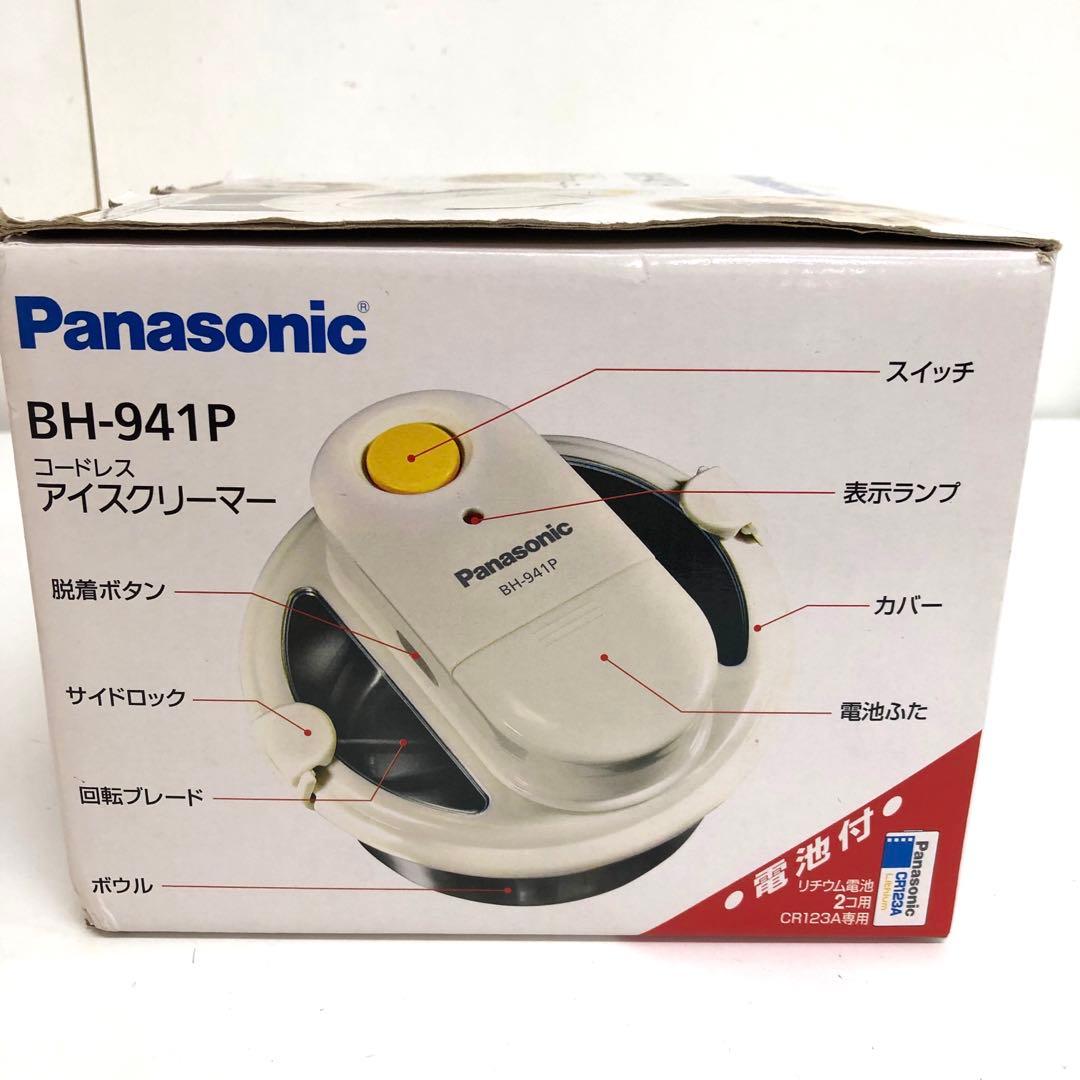 Panasonic®
BH-941P
コードレス
アイスクリーマー
スイッチ
表示ランプ
Panasonic
BH-941P
脱着ボタン
カバー
サイドロック
電池ふた
回転ブレード
ボウル
•電池付•
リチウム電池
2コ用
CR123A専用
Panasonic
CR123A
Lithium